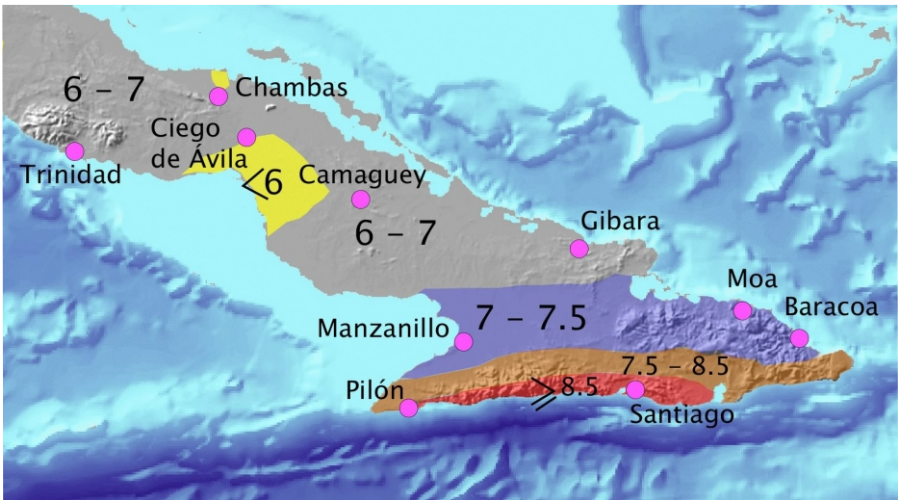 6 – 7
Chambas
Ciego
de Ávila
Trinidad
<6
Camaguey
6 – 7
Gibara
Moa
Baracoa
Manzanillo
7 – 7.5
7.5 – 8.5
Pilón
⩾ 8.5
Santiago